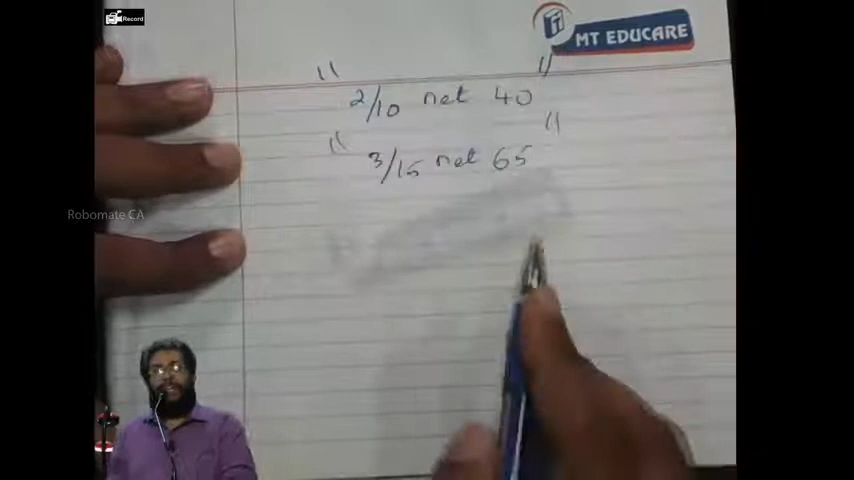 Record
MT EDUCARE
" 2/10 net 40 "
" 3/15 net 65 "
Robomate CA